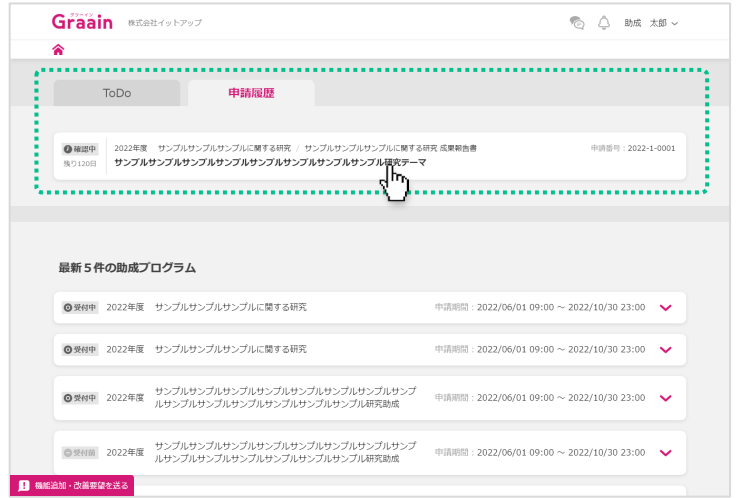 グラーイン
Graain 株式会社イットアップ 助成 太郎
ToDo 申請履歴
確認中 2022年度 サンプルサンプルサンプルに関する研究 / サンプルサンプルサンプルに関する研究 成果報告書 申請番号：2022-1-0001
残り120日 サンプルサンプルサンプルサンプルサンプルサンプルサンプルサンプル研究テーマ
最新５件の助成プログラム
受付中 2022年度 サンプルサンプルサンプルに関する研究 申請期間：2022/06/01 09:00 ～ 2022/10/30 23:00
受付中 2022年度 サンプルサンプルサンプルに関する研究 申請期間：2022/06/01 09:00 ～ 2022/10/30 23:00
受付中 2022年度 サンプルサンプルサンプルサンプルサンプルサンプルサンプルサンプ 申請期間：2022/06/01 09:00 ～ 2022/10/30 23:00
ルサンプルサンプルサンプルサンプルサンプルサンプル研究助成
受付前 2022年度 サンプルサンプルサンプルサンプルサンプルサンプルサンプルサンプ 申請期間：2022/06/01 09:00 ～ 2022/10/30 23:00
ルサンプルサンプルサンプルサンプルサンプルサンプル研究助成
機能追加・改善要望を送る